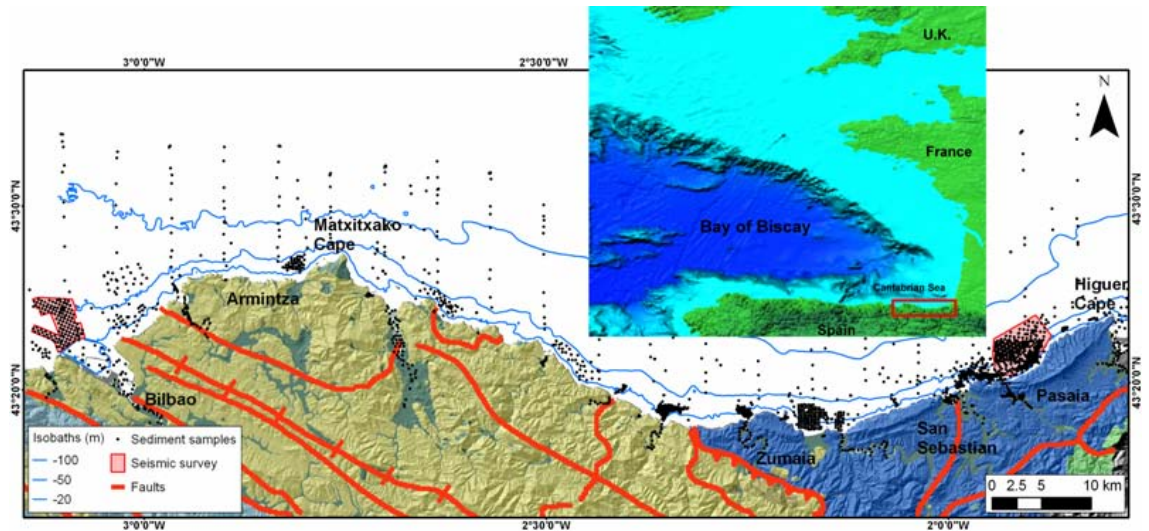 3°0'0"W
2°30'0"W
U.K.
France
Bay of Biscay
Cantabrian Sea
Spain
N
43°30'0"N
43°30'0"N
Matxitxako
Cape
Armintza
Higuer
Cape
43°20'0"N
43°20'0"N
Bilbao
Pasaia
San
Sebastian
Zumaia
Isobaths (m)
-100
-50
-20
Sediment samples
Seismic survey
Faults
0 2.5 5 10 km
3°0'0"W
2°30'0"W
2°0'0"W